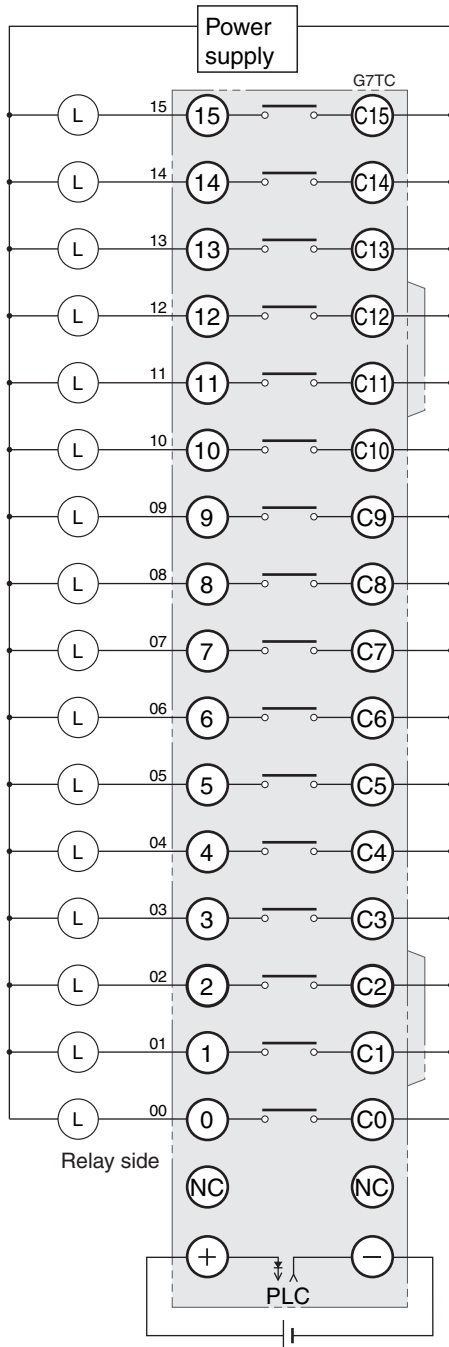 Power
supply
G7TC
L 15 15 C15
L 14 14 C14
L 13 13 C13
L 12 12 C12
L 11 11 C11
L 10 10 C10
L 09 9 C9
L 08 8 C8
L 07 7 C7
L 06 6 C6
L 05 5 C5
L 04 4 C4
L 03 3 C3
L 02 2 C2
L 01 1 C1
L 00 0 C0
Relay side
NC NC
+ −
PLC